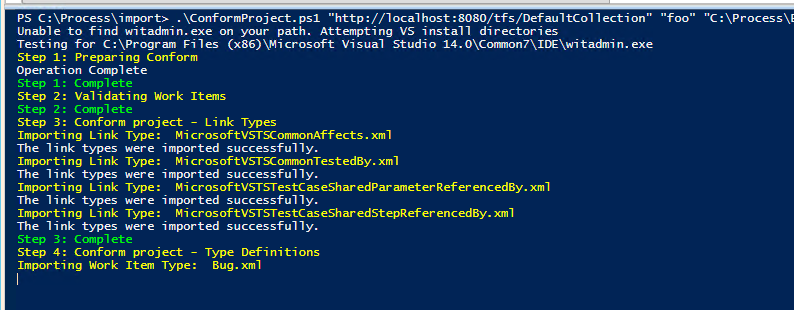 PS C:\Process\import> .\ConformProject.ps1 "http://localhost:8080/tfs/DefaultCollection" "foo" "C:\Process\
Unable to find witadmin.exe on your path. Attempting VS install directories
Testing for C:\Program Files (x86)\Microsoft Visual Studio 14.0\Common7\IDE\witadmin.exe
Step 1: Preparing Conform
Operation Complete
Step 1: Complete
Step 2: Validating Work Items
Step 2: Complete
Step 3: Conform project - Link Types
Importing Link Type:  MicrosoftVSTSCommonAffects.xml
The link types were imported successfully.
Importing Link Type:  MicrosoftVSTSCommonTestedBy.xml
The link types were imported successfully.
Importing Link Type:  MicrosoftVSTSTestCaseSharedParameterReferencedBy.xml
The link types were imported successfully.
Importing Link Type:  MicrosoftVSTSTestCaseSharedStepReferencedBy.xml
The link types were imported successfully.
Step 3: Complete
Step 4: Conform project - Type Definitions
Importing Work Item Type:  Bug.xml